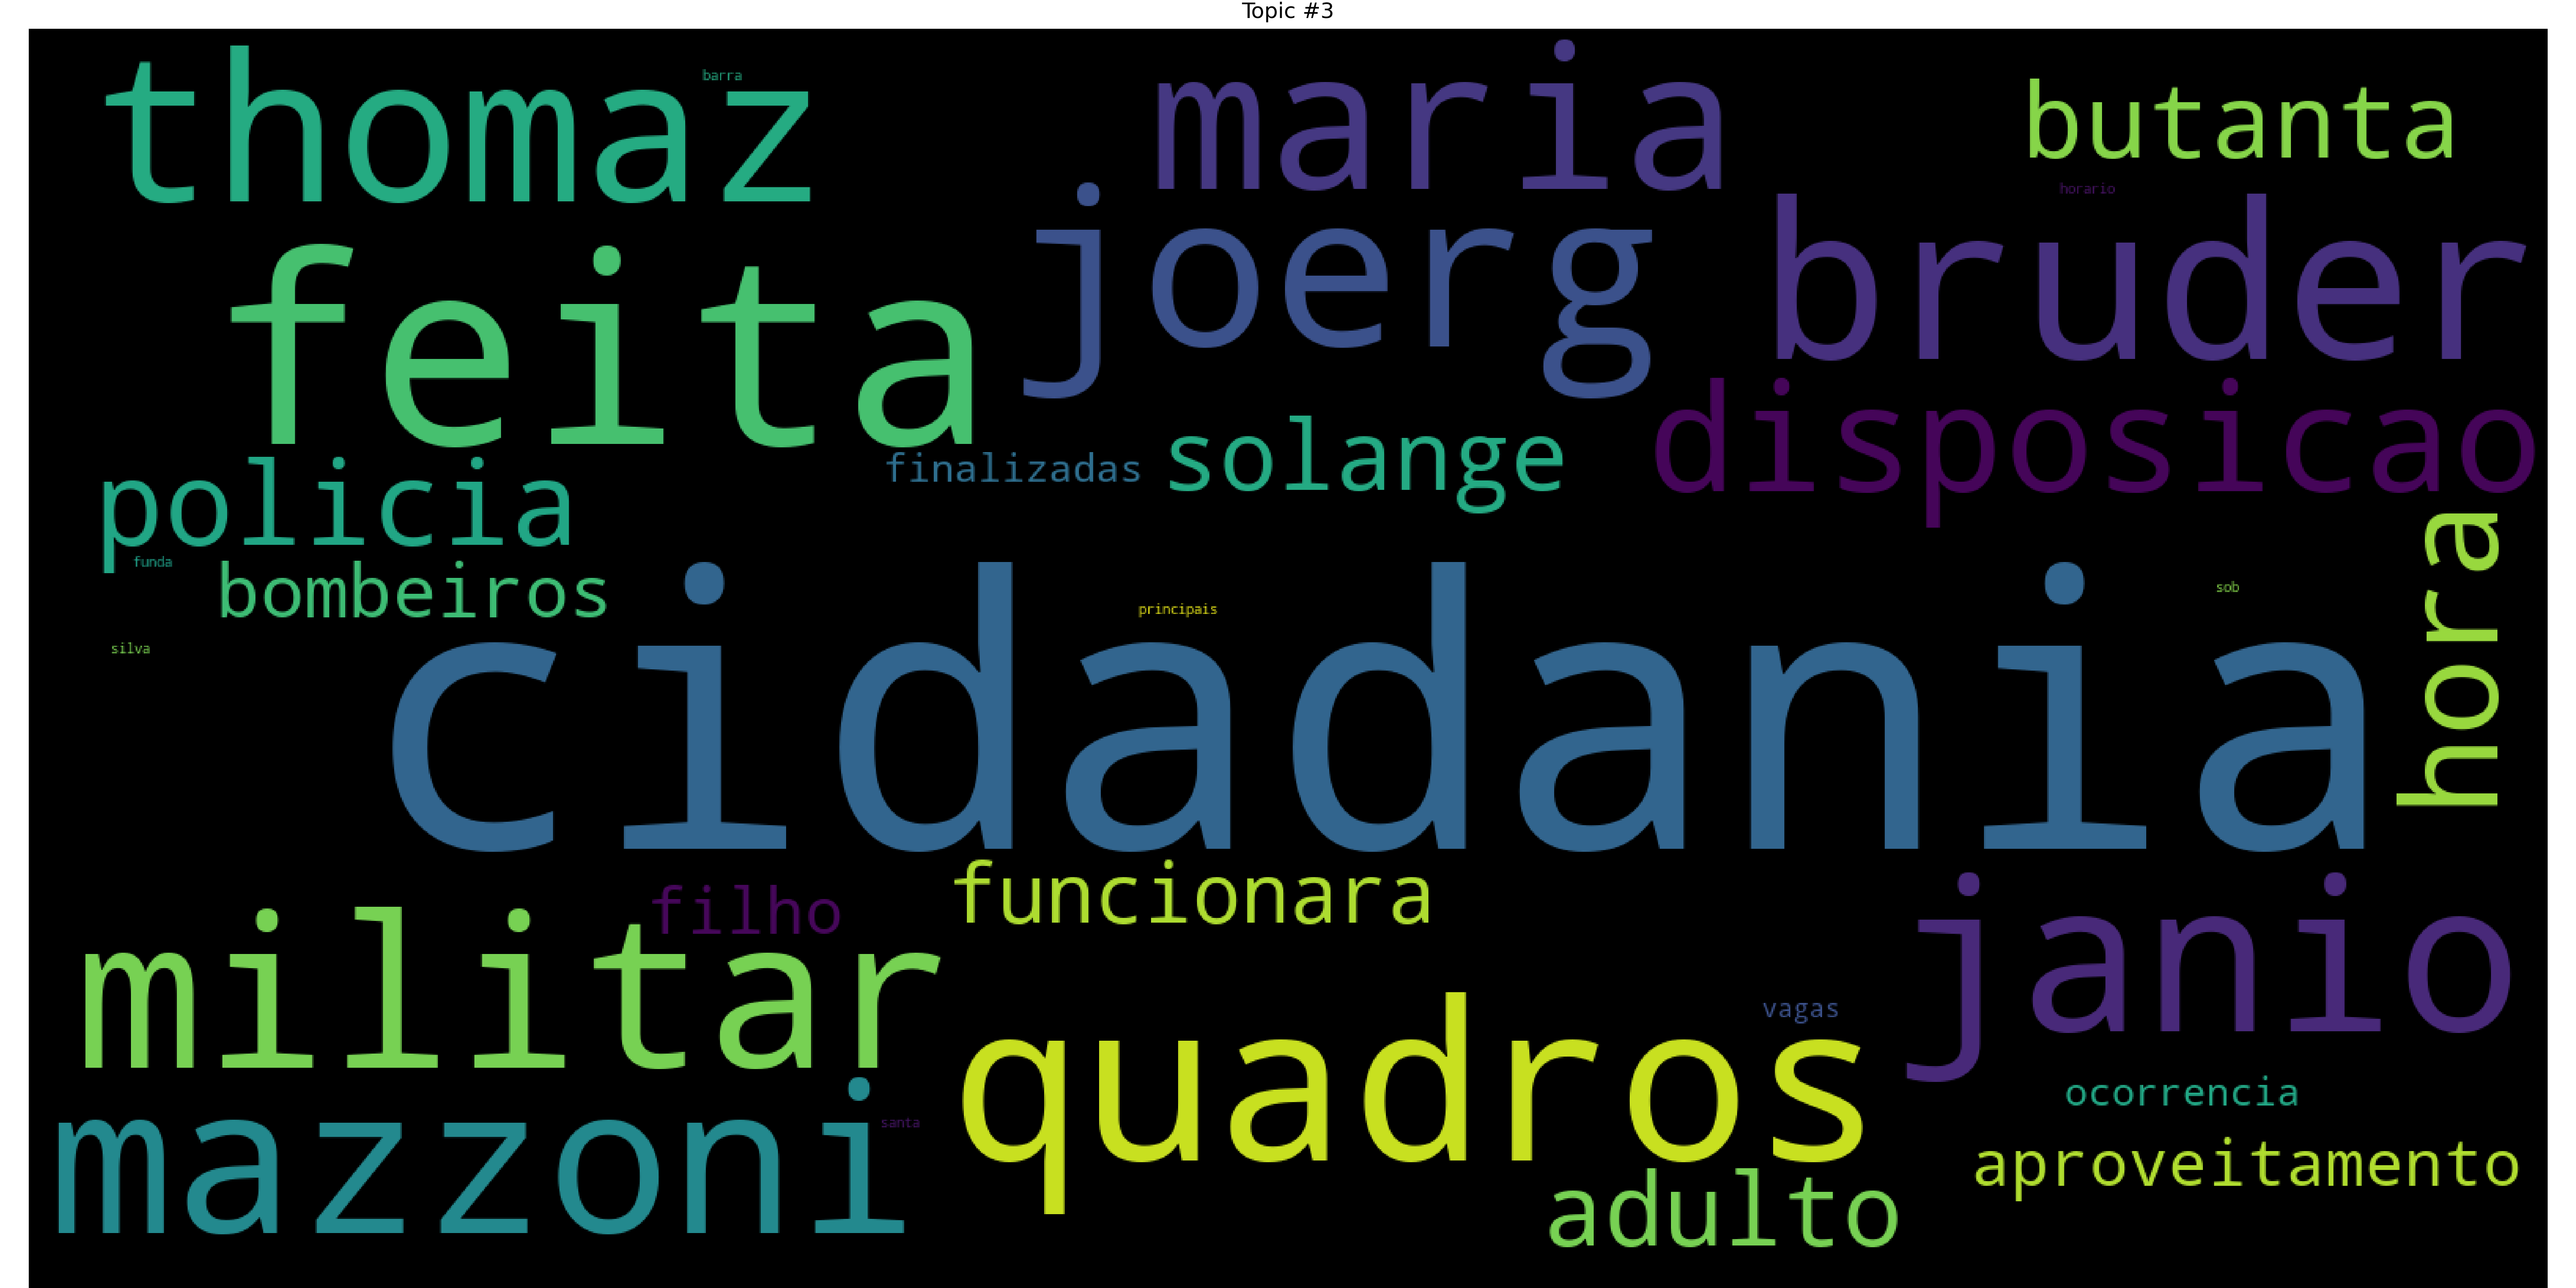 Topic #3
thomaz
barra
maria
butanta
horario
joerg
bruder
feita
disposicao
solange
finalizadas
policia
hora
funda
bombeiros
principais
sob
silva
cidadania
filho
funcionara
janio
militar
vagas
quadros
ocorrencia
mazzoni
santa
aproveitamento
adulto